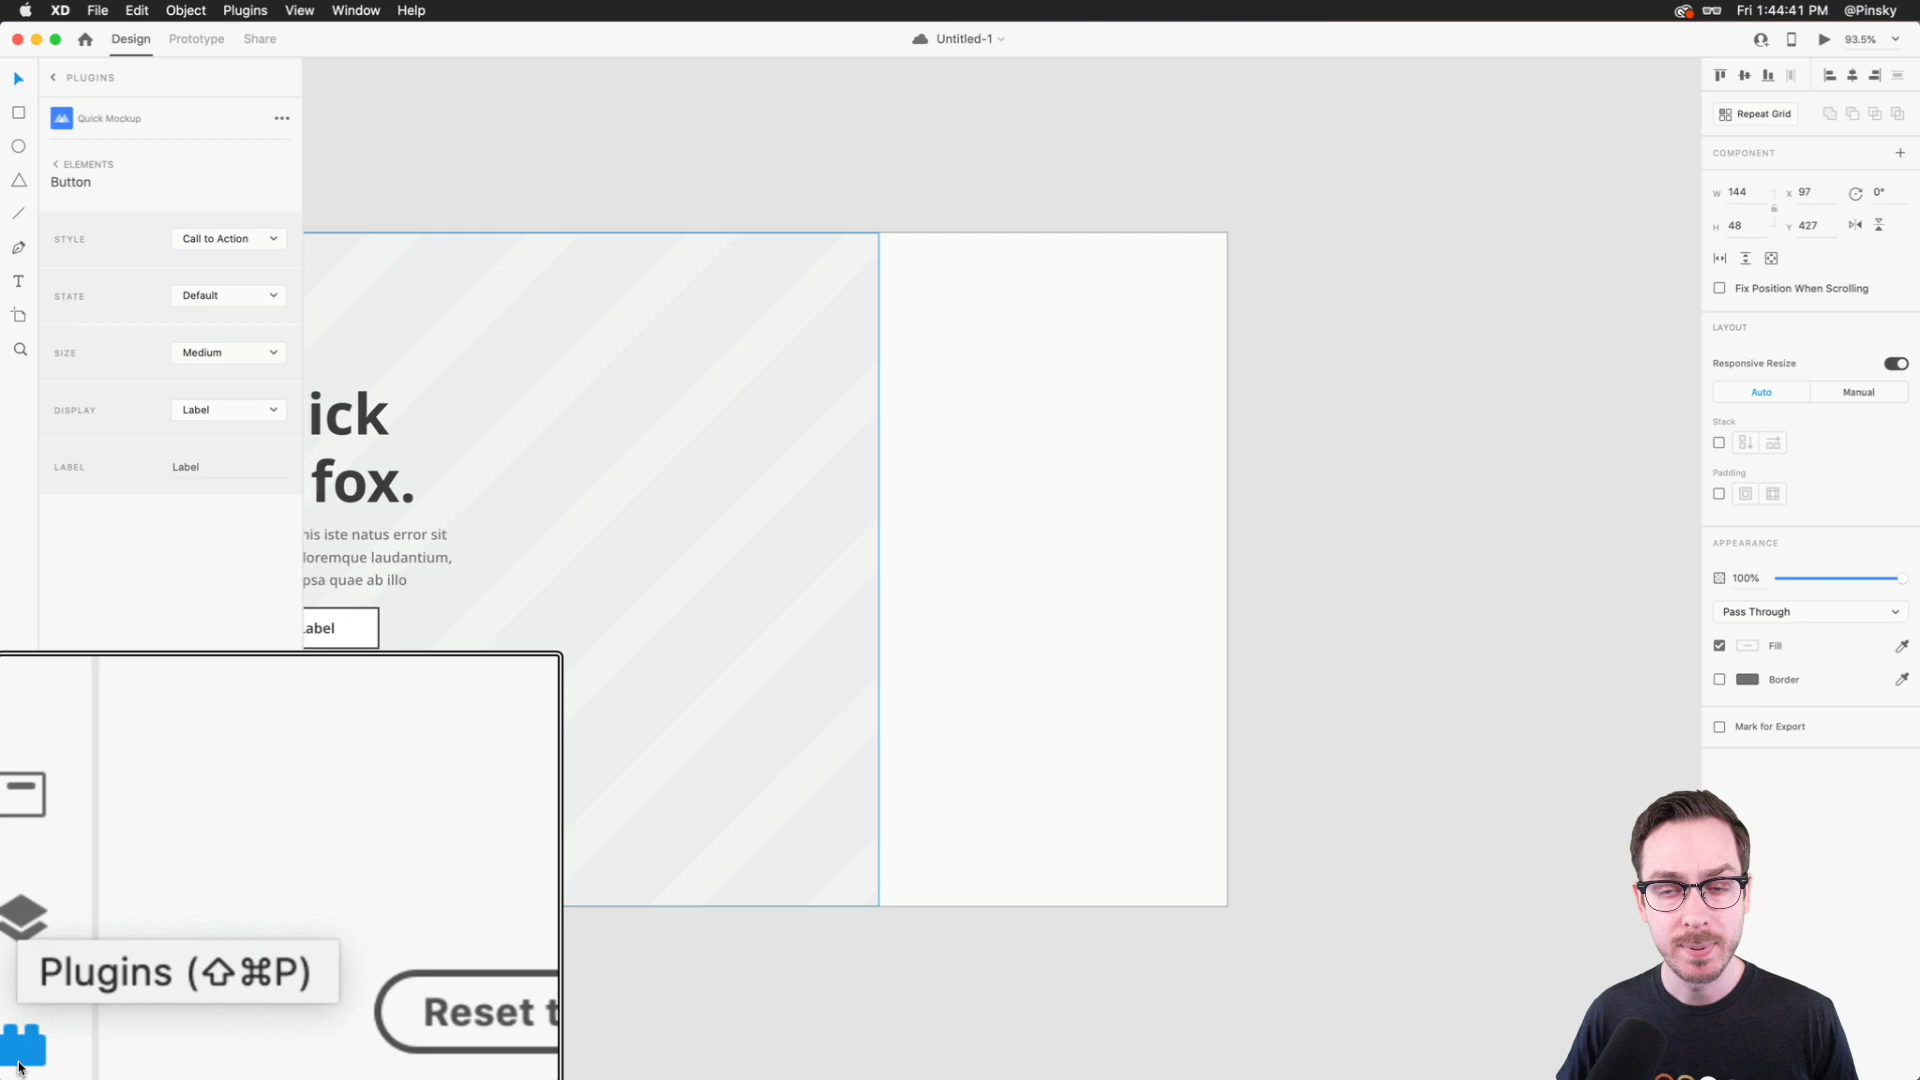 XD File Edit Object Plugins View Window Help
Fri 1:44:41 PM @Pinsky
Design Prototype Share
Untitled-1
93.5%
PLUGINS
Quick Mockup
ELEMENTS
Button
STYLE Call to Action
STATE Default
SIZE Medium
DISPLAY Label
LABEL Label
ick
fox.
nis iste natus error sit
loremque laudantium,
psa quae ab illo
abel
Plugins (⇧⌘P)
Reset t
Repeat Grid
COMPONENT
W 144 X 97 0°
H 48 Y 427
Fix Position When Scrolling
LAYOUT
Responsive Resize
Auto Manual
Stack
Padding
APPEARANCE
100%
Pass Through
Fill
Border
Mark for Export